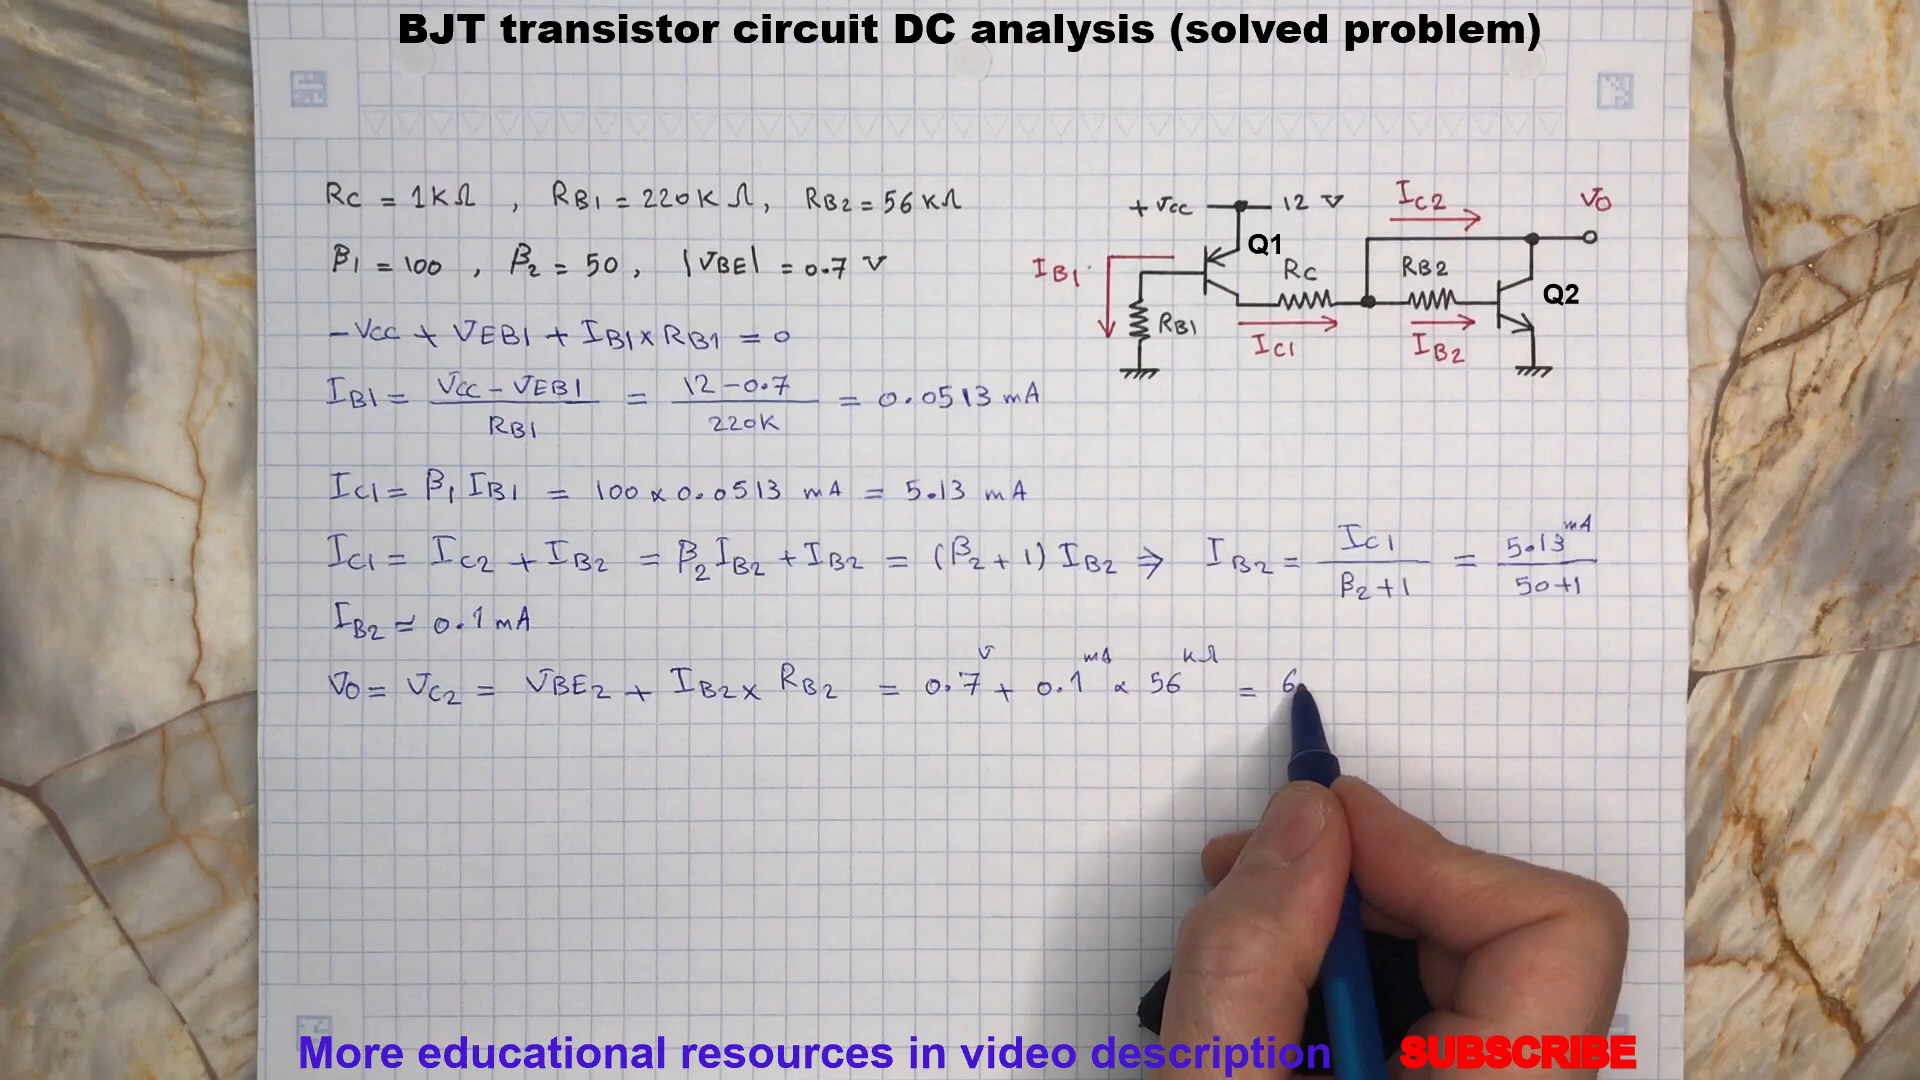 BJT transistor circuit DC analysis (solved problem)
RC = 1KΩ , RB1 = 220KΩ, RB2 = 56KΩ
β1 = 100 , β2 = 50, |VBE| = 0.7 V
-VCC + VEB1 + IB1 x RB1 = 0
IB1 = (VCC - VEB1) / RB1 = (12 - 0.7) / 220K = 0.0513 mA
IC1 = β1 IB1 = 100 x 0.0513 mA = 5.13 mA
IC1 = IC2 + IB2 = β2 IB2 + IB2 = (β2 + 1) IB2 ⇒ IB2 = IC1 / (β2 + 1) = 5.13 mA / (50+1)
IB2 ≈ 0.1 mA
VO = VC2 = VBE2 + IB2 x RB2 = 0.7 V + 0.1 mA x 56 KΩ = 6.
+VCC 12 V
IC2
VO
Q1
IB1
RC
RB2
Q2
RB1
IC1
IB2
More educational resources in video description
SUBSCRIBE